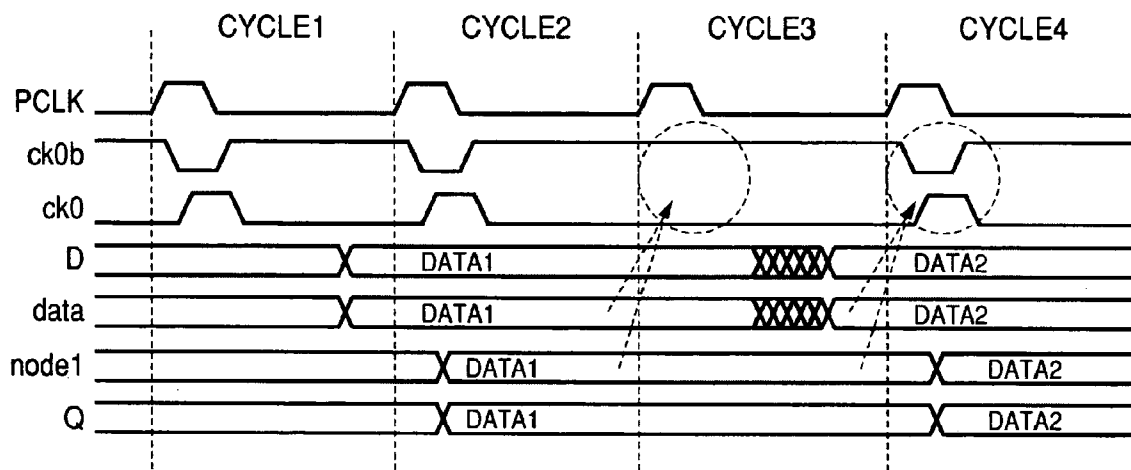 CYCLE1 CYCLE2 CYCLE3 CYCLE4
PCLK
ck0b
ck0
D DATA1 DATA2
data DATA1 DATA2
node1 DATA1 DATA2
Q DATA1 DATA2